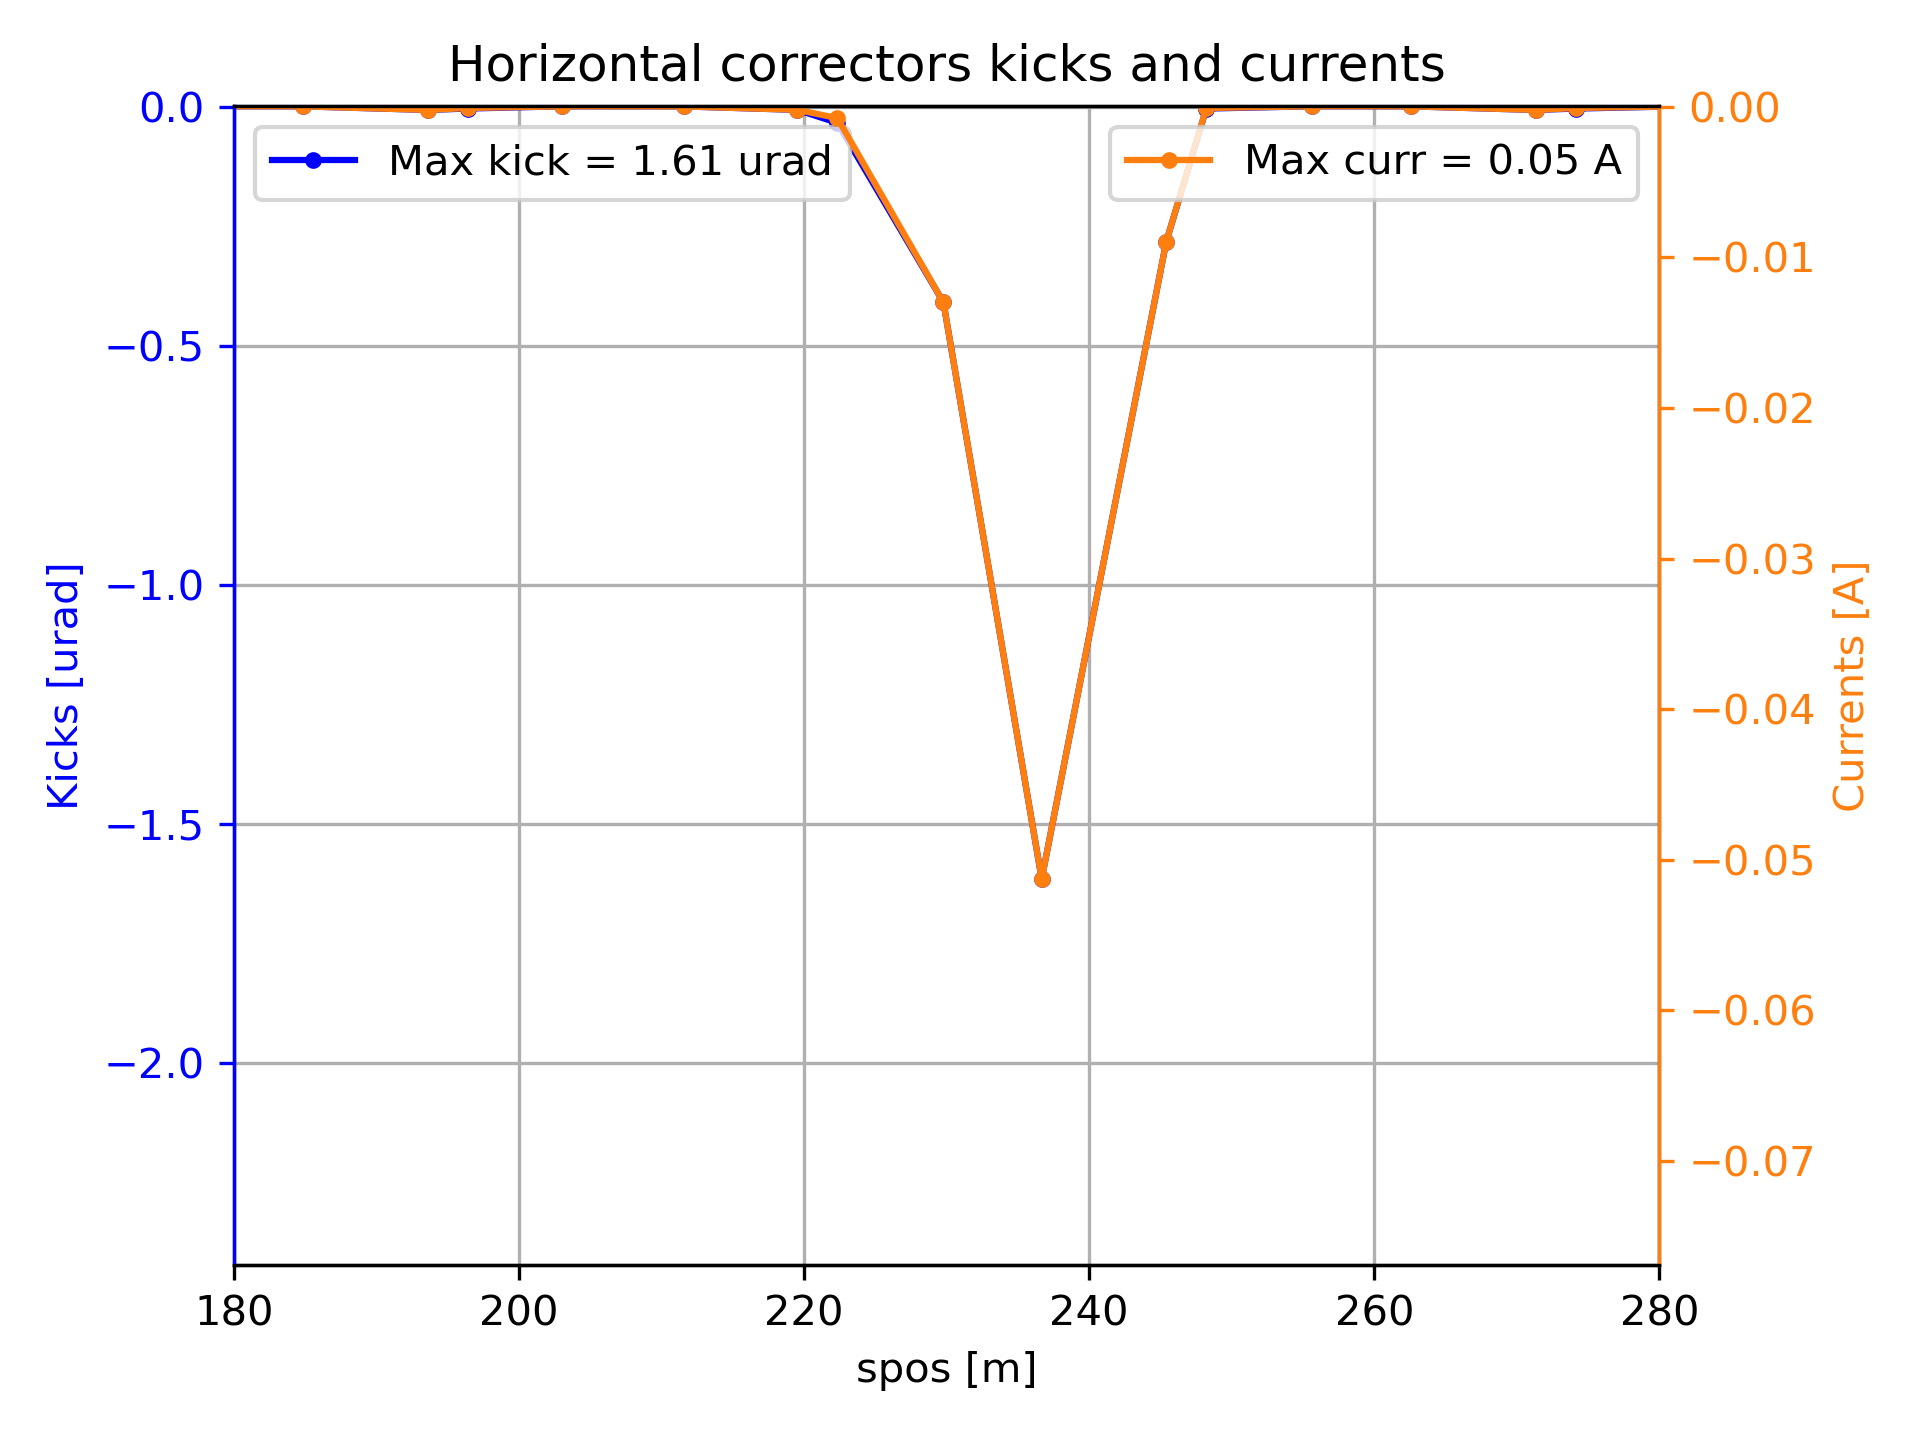 Horizontal correctors kicks and currents
Max kick = 1.61 urad
Max curr = 0.05 A
0.0
−0.5
−1.0
−1.5
−2.0
Kicks [urad]
0.00
−0.01
−0.02
−0.03
−0.04
−0.05
−0.06
−0.07
Currents [A]
180 200 220 240 260 280
spos [m]